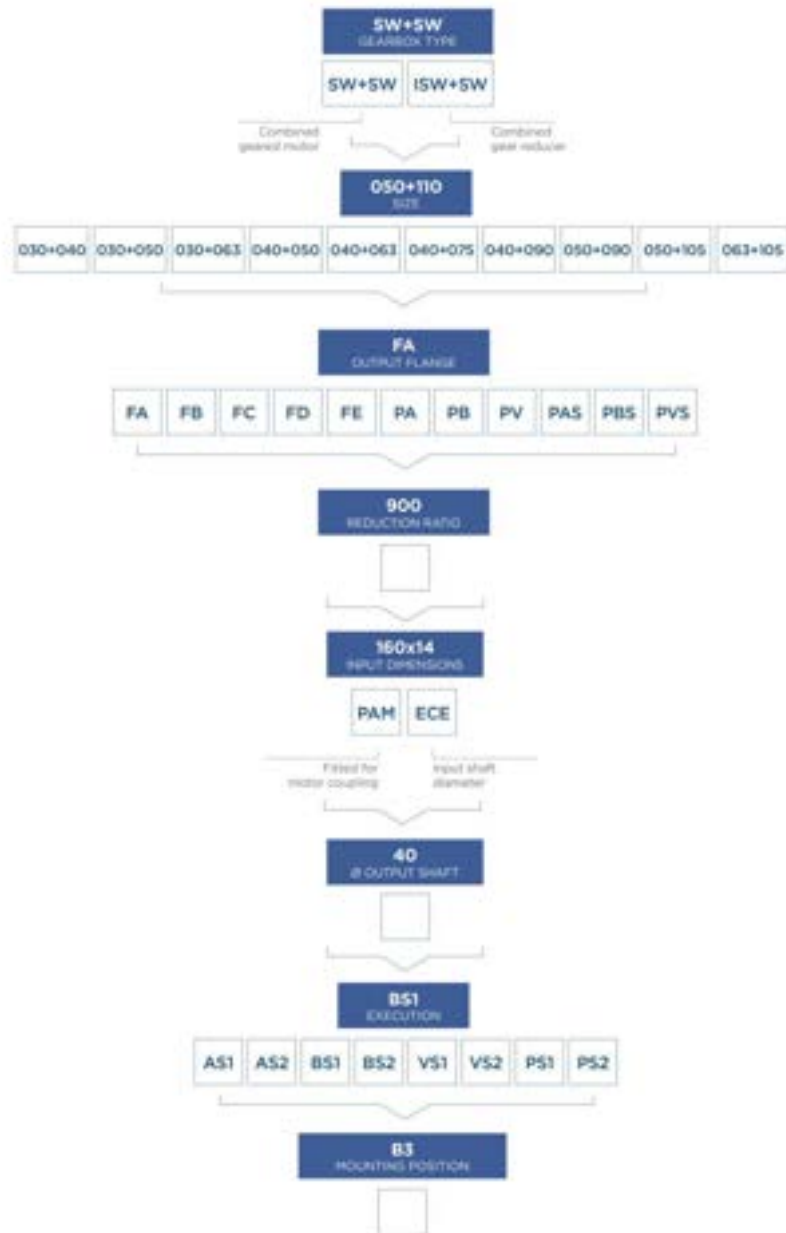 SW+SW
GEARBOX TYPE
SW+SW ISW+SW
Combined geared motor
Combined gear reducer
050+110
SIZE
030+040 030+050 030+063 040+050 040+063 040+075 040+090 050+090 050+105 063+105
FA
OUTPUT FLANGE
FA FB FC FD FE PA PB PV PAS PBS PVS
900
REDUCTION RATIO
160x14
INPUT DIMENSIONS
PAM ECE
Fitted for motor coupling
Input shaft diameter
40
Ø OUTPUT SHAFT
BS1
EXECUTION
AS1 AS2 BS1 BS2 VS1 VS2 PS1 PS2
B3
MOUNTING POSITION